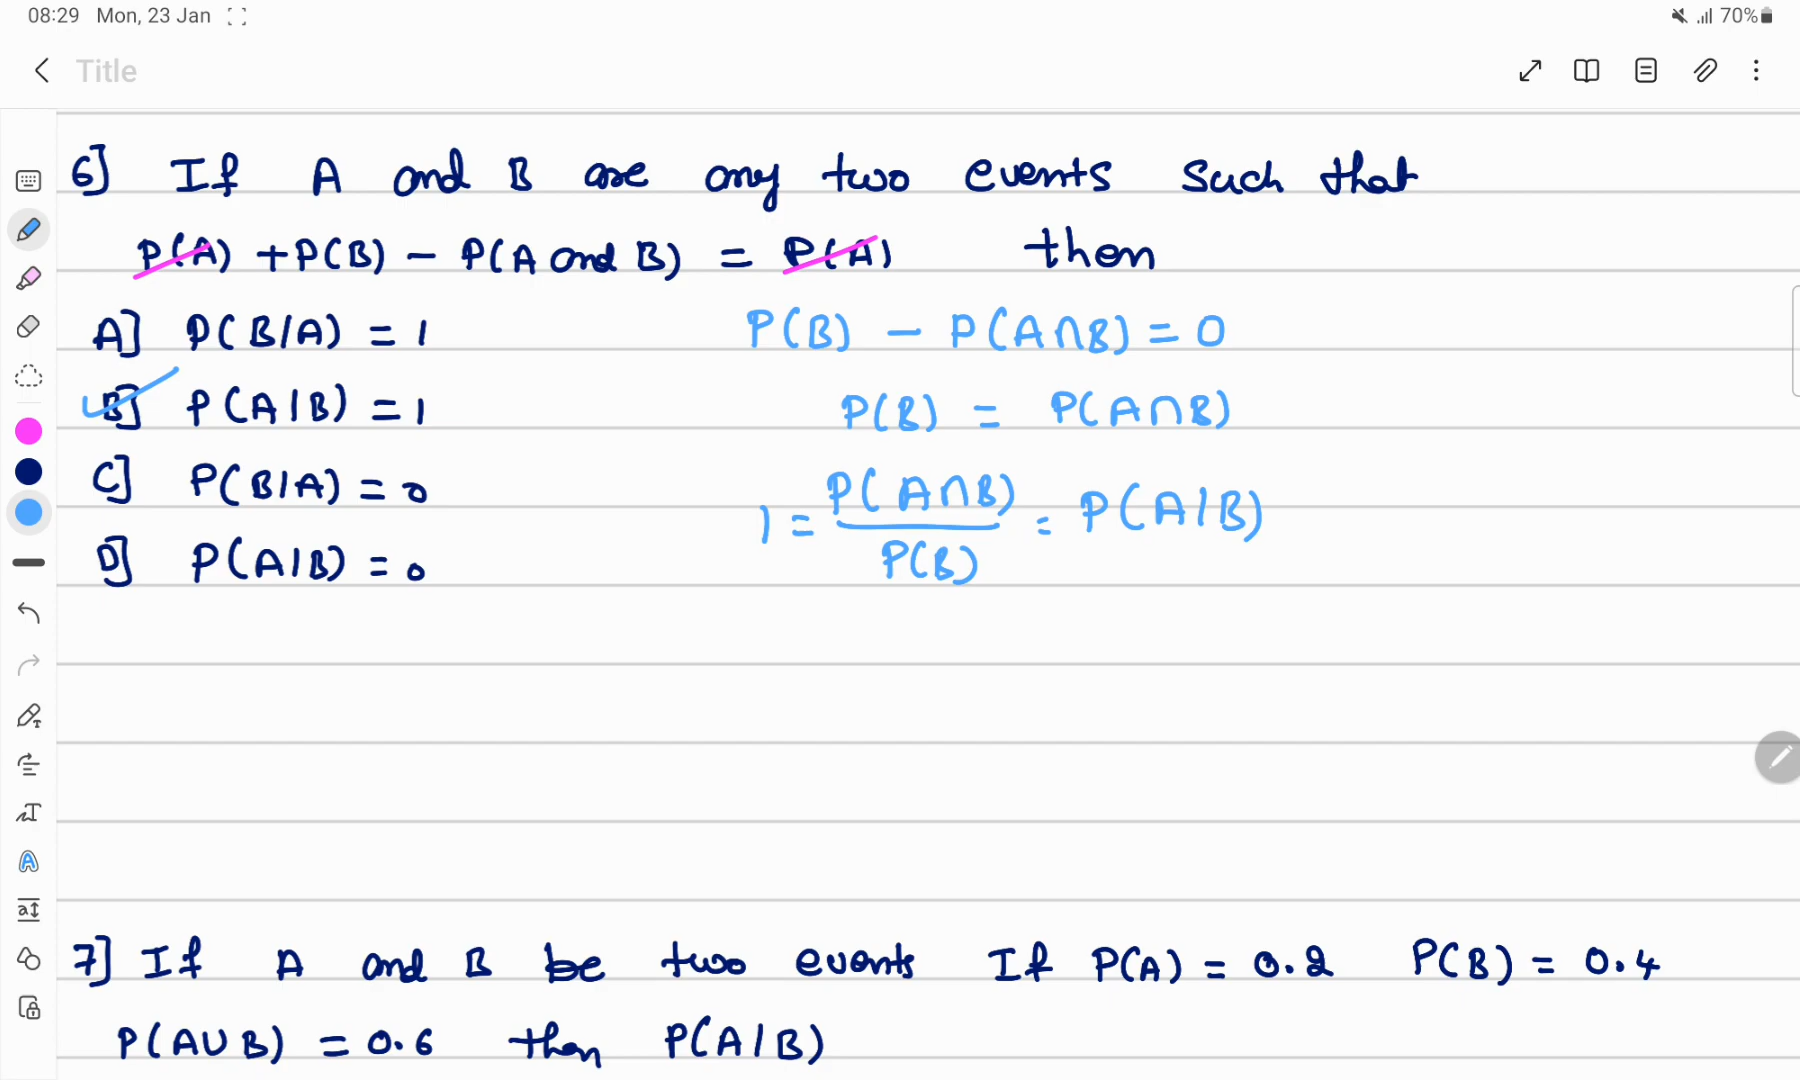 08:29 Mon, 23 Jan 70%
Title
6] If A and B are any two events such that
P(A) + P(B) - P(A and B) = P(A) then
A] P(B/A) = 1
P(B) - P(A∩B) = 0
B] P(A|B) = 1
P(B) = P(A∩B)
C] P(B|A) = 0
1 = P(A∩B) / P(B) = P(A|B)
D] P(A|B) = 0
7] If A and B be two events If P(A) = 0.2 P(B) = 0.4
P(A∪B) = 0.6 then P(A|B)